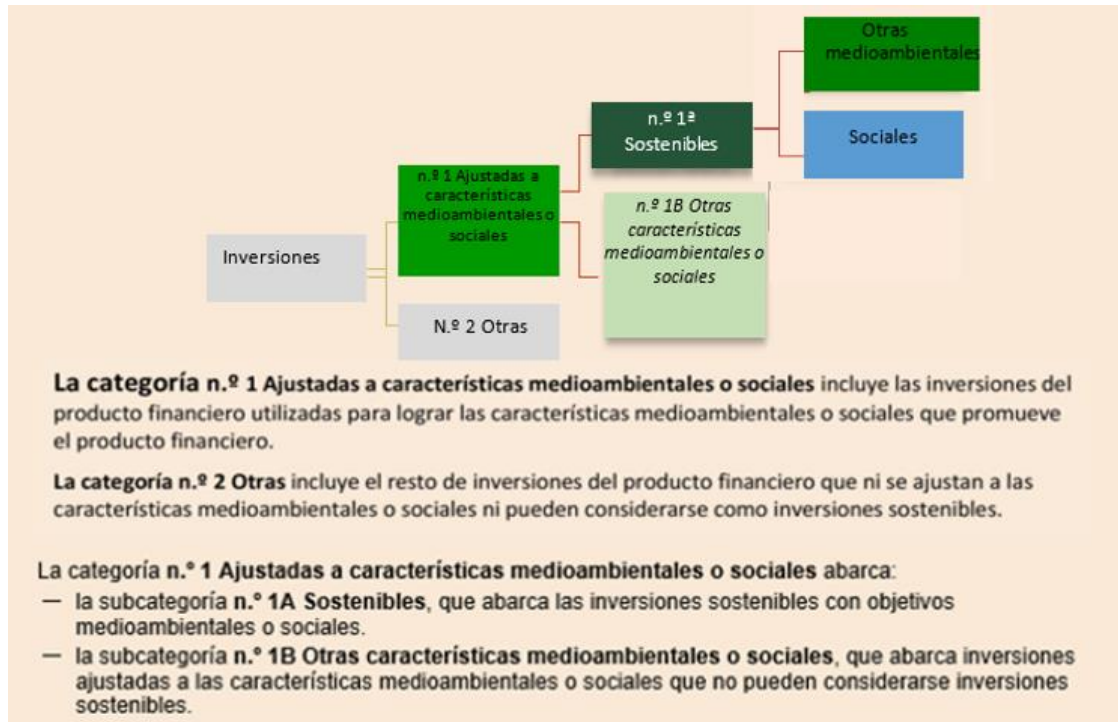 Otras
medioambientales
n.º 1ª
Sostenibles
Sociales
n.º 1 Ajustadas a
características
medioambientales o
sociales
n.º 1B Otras
características
medioambientales o
sociales
Inversiones
N.º 2 Otras
La categoría n.º 1 Ajustadas a características medioambientales o sociales incluye las inversiones del
producto financiero utilizadas para lograr las características medioambientales o sociales que promueve
el producto financiero.
La categoría n.º 2 Otras incluye el resto de inversiones del producto financiero que ni se ajustan a las
características medioambientales o sociales ni pueden considerarse como inversiones sostenibles.
La categoría n.º 1 Ajustadas a características medioambientales o sociales abarca:
— la subcategoría n.º 1A Sostenibles, que abarca las inversiones sostenibles con objetivos
medioambientales o sociales.
— la subcategoría n.º 1B Otras características medioambientales o sociales, que abarca inversiones
ajustadas a las características medioambientales o sociales que no pueden considerarse inversiones
sostenibles.